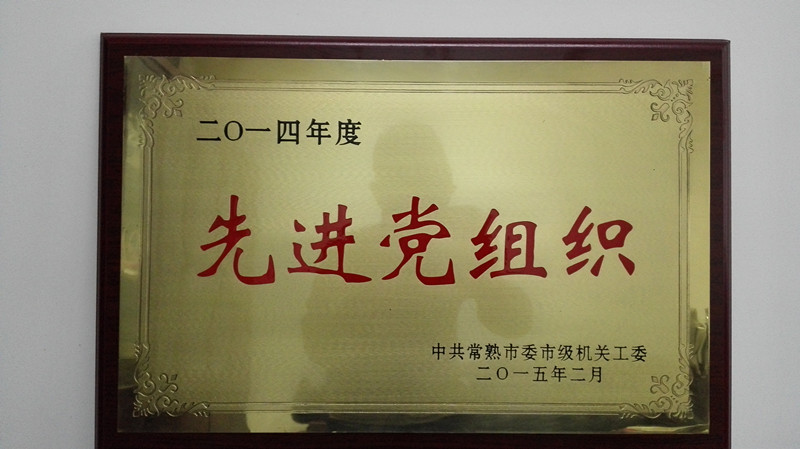 二〇一四年度
先进党组织
中共常熟市委市级机关工委
二〇一五年二月